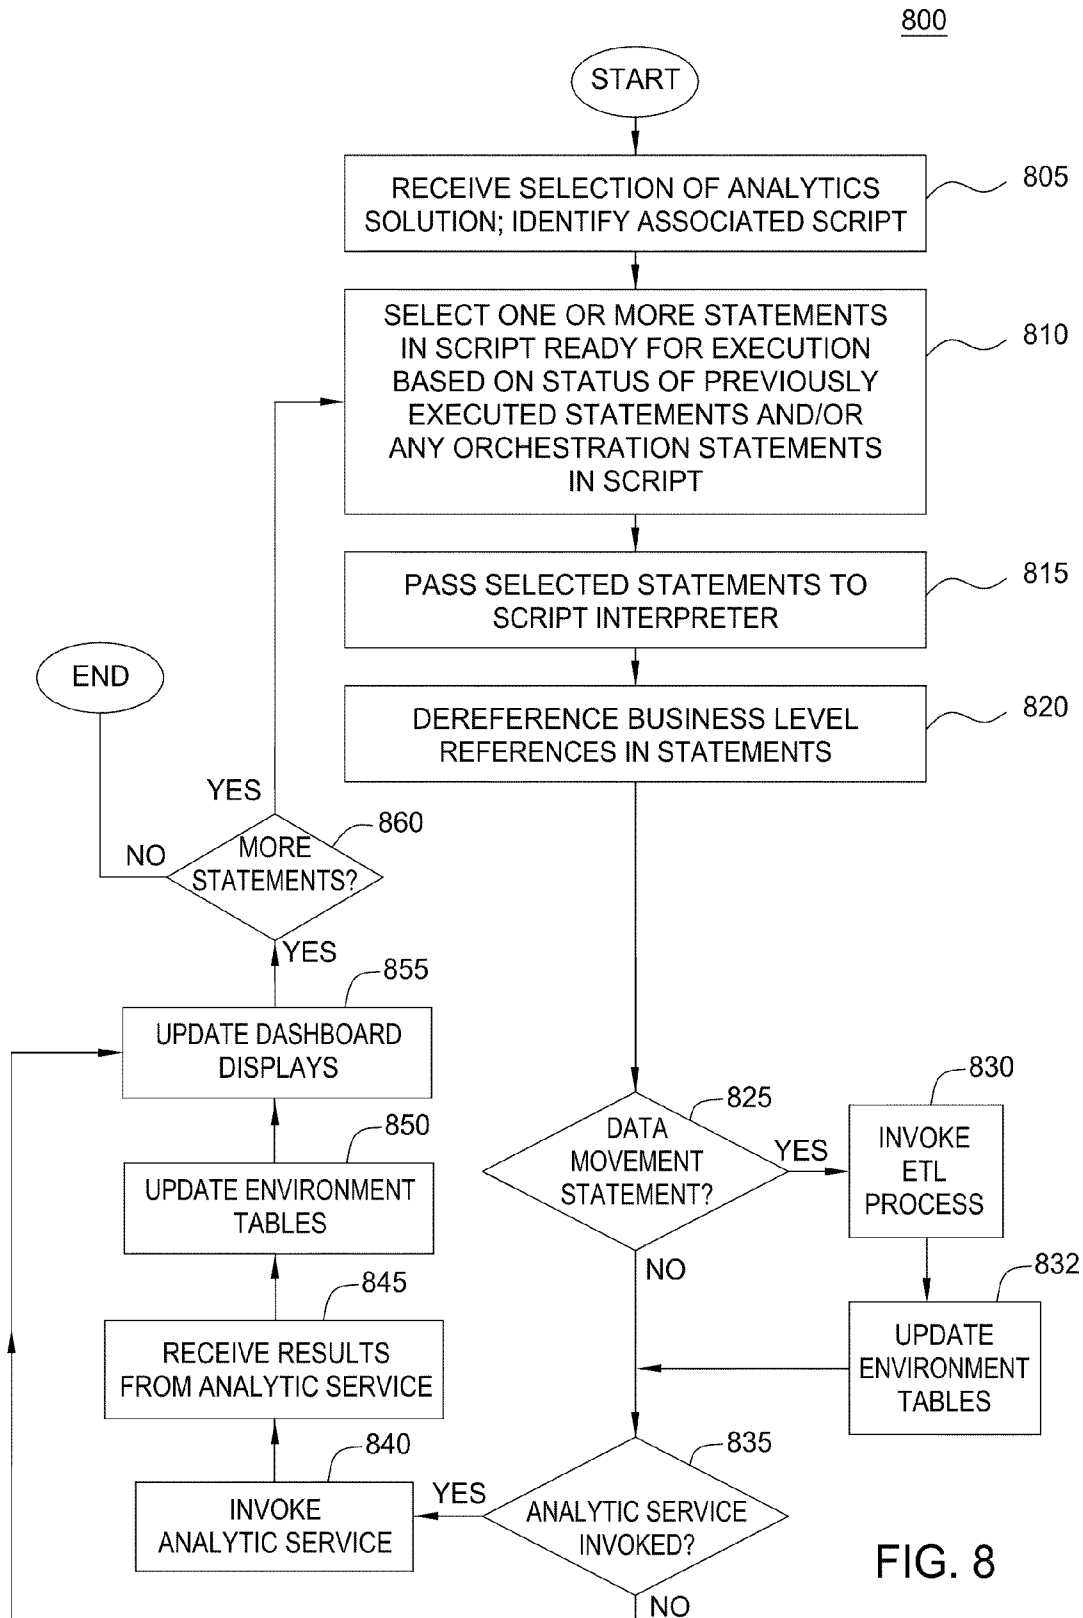 800
START
RECEIVE SELECTION OF ANALYTICS
SOLUTION; IDENTIFY ASSOCIATED SCRIPT
805
SELECT ONE OR MORE STATEMENTS
IN SCRIPT READY FOR EXECUTION
BASED ON STATUS OF PREVIOUSLY
EXECUTED STATEMENTS AND/OR
ANY ORCHESTRATION STATEMENTS
IN SCRIPT
810
PASS SELECTED STATEMENTS TO
SCRIPT INTERPRETER
815
DEREFERENCE BUSINESS LEVEL
REFERENCES IN STATEMENTS
820
END
YES
NO
MORE
STATEMENTS?
860
YES
855
UPDATE DASHBOARD
DISPLAYS
850
UPDATE ENVIRONMENT
TABLES
845
RECEIVE RESULTS
FROM ANALYTIC SERVICE
840
INVOKE
ANALYTIC SERVICE
825
DATA
MOVEMENT
STATEMENT?
YES
NO
830
INVOKE
ETL
PROCESS
832
UPDATE
ENVIRONMENT
TABLES
835
YES
ANALYTIC SERVICE
INVOKED?
NO
FIG. 8